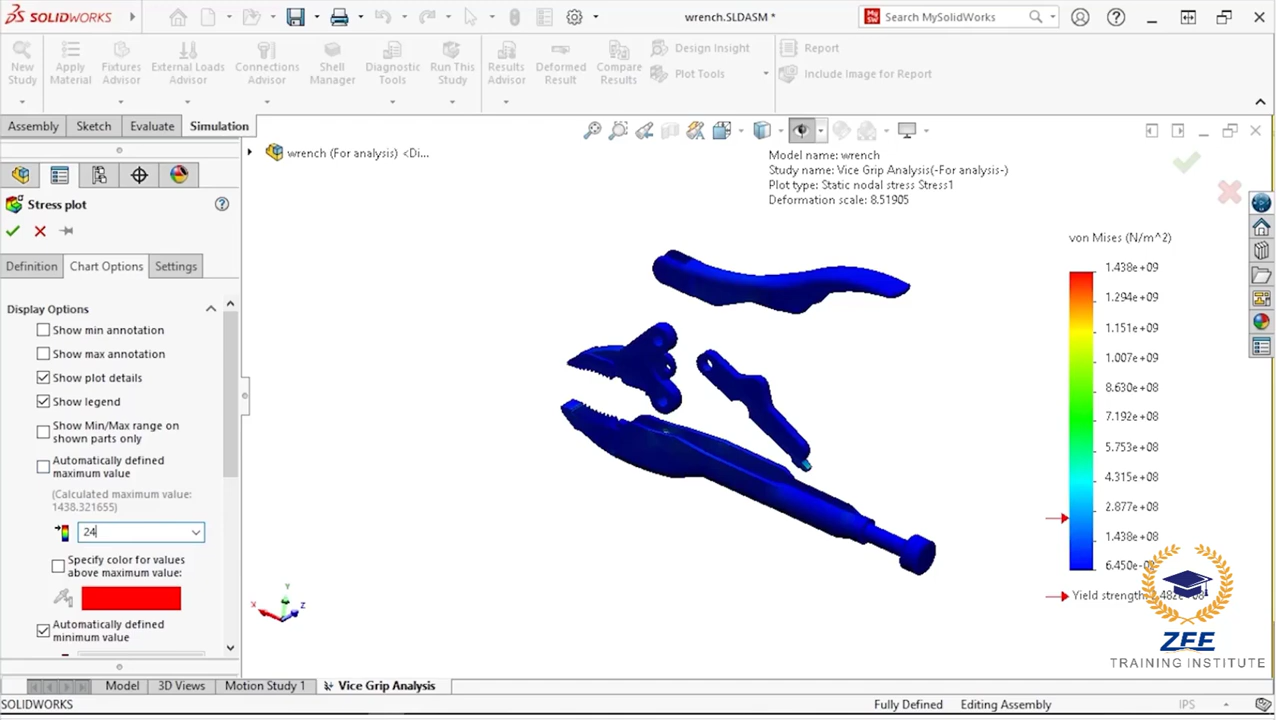 SOLIDWORKS
wrench.SLDASM *
Search MySolidWorks
New Study
Apply Material
Fixtures Advisor
External Loads Advisor
Connections Advisor
Shell Manager
Diagnostic Tools
Run This Study
Results Advisor
Deformed Result
Compare Results
Design Insight
Plot Tools
Report
Include Image for Report
Assembly
Sketch
Evaluate
Simulation
wrench (For analysis) <Di...
Model name: wrench
Study name: Vice Grip Analysis(-For analysis-)
Plot type: Static nodal stress Stress1
Deformation scale: 8.51905
Stress plot
Definition
Chart Options
Settings
Display Options
Show min annotation
Show max annotation
Show plot details
Show legend
Show Min/Max range on
shown parts only
Automatically defined
maximum value
(Calculated maximum value:
1438.321655)
24
Specify color for values
above maximum value:
Automatically defined
minimum value
von Mises (N/m^2)
1.438e+09
1.294e+09
1.151e+09
1.007e+09
8.630e+08
7.192e+08
5.753e+08
4.315e+08
2.877e+08
1.438e+08
6.450e-
Yield strength:
ZEE
TRAINING INSTITUTE
X
Y
Z
Model
3D Views
Motion Study 1
Vice Grip Analysis
SOLIDWORKS
Fully Defined
Editing Assembly
IPS